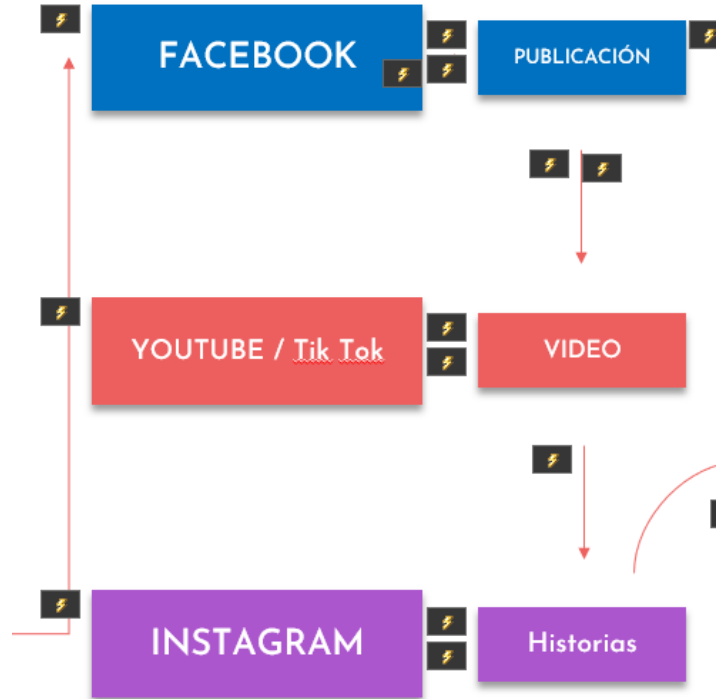 FACEBOOK
PUBLICACIÓN
YOUTUBE / Tik Tok
VIDEO
INSTAGRAM
Historias